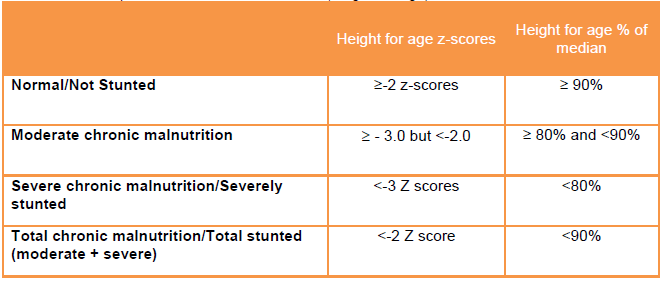 Height for age z-scores
Height for age % of
median
Normal/Not Stunted
≥-2 z-scores
≥ 90%
Moderate chronic malnutrition
≥ - 3.0 but <-2.0
≥ 80% and <90%
Severe chronic malnutrition/Severely
stunted
<-3 Z scores
<80%
Total chronic malnutrition/Total stunted
(moderate + severe)
<-2 Z score
<90%